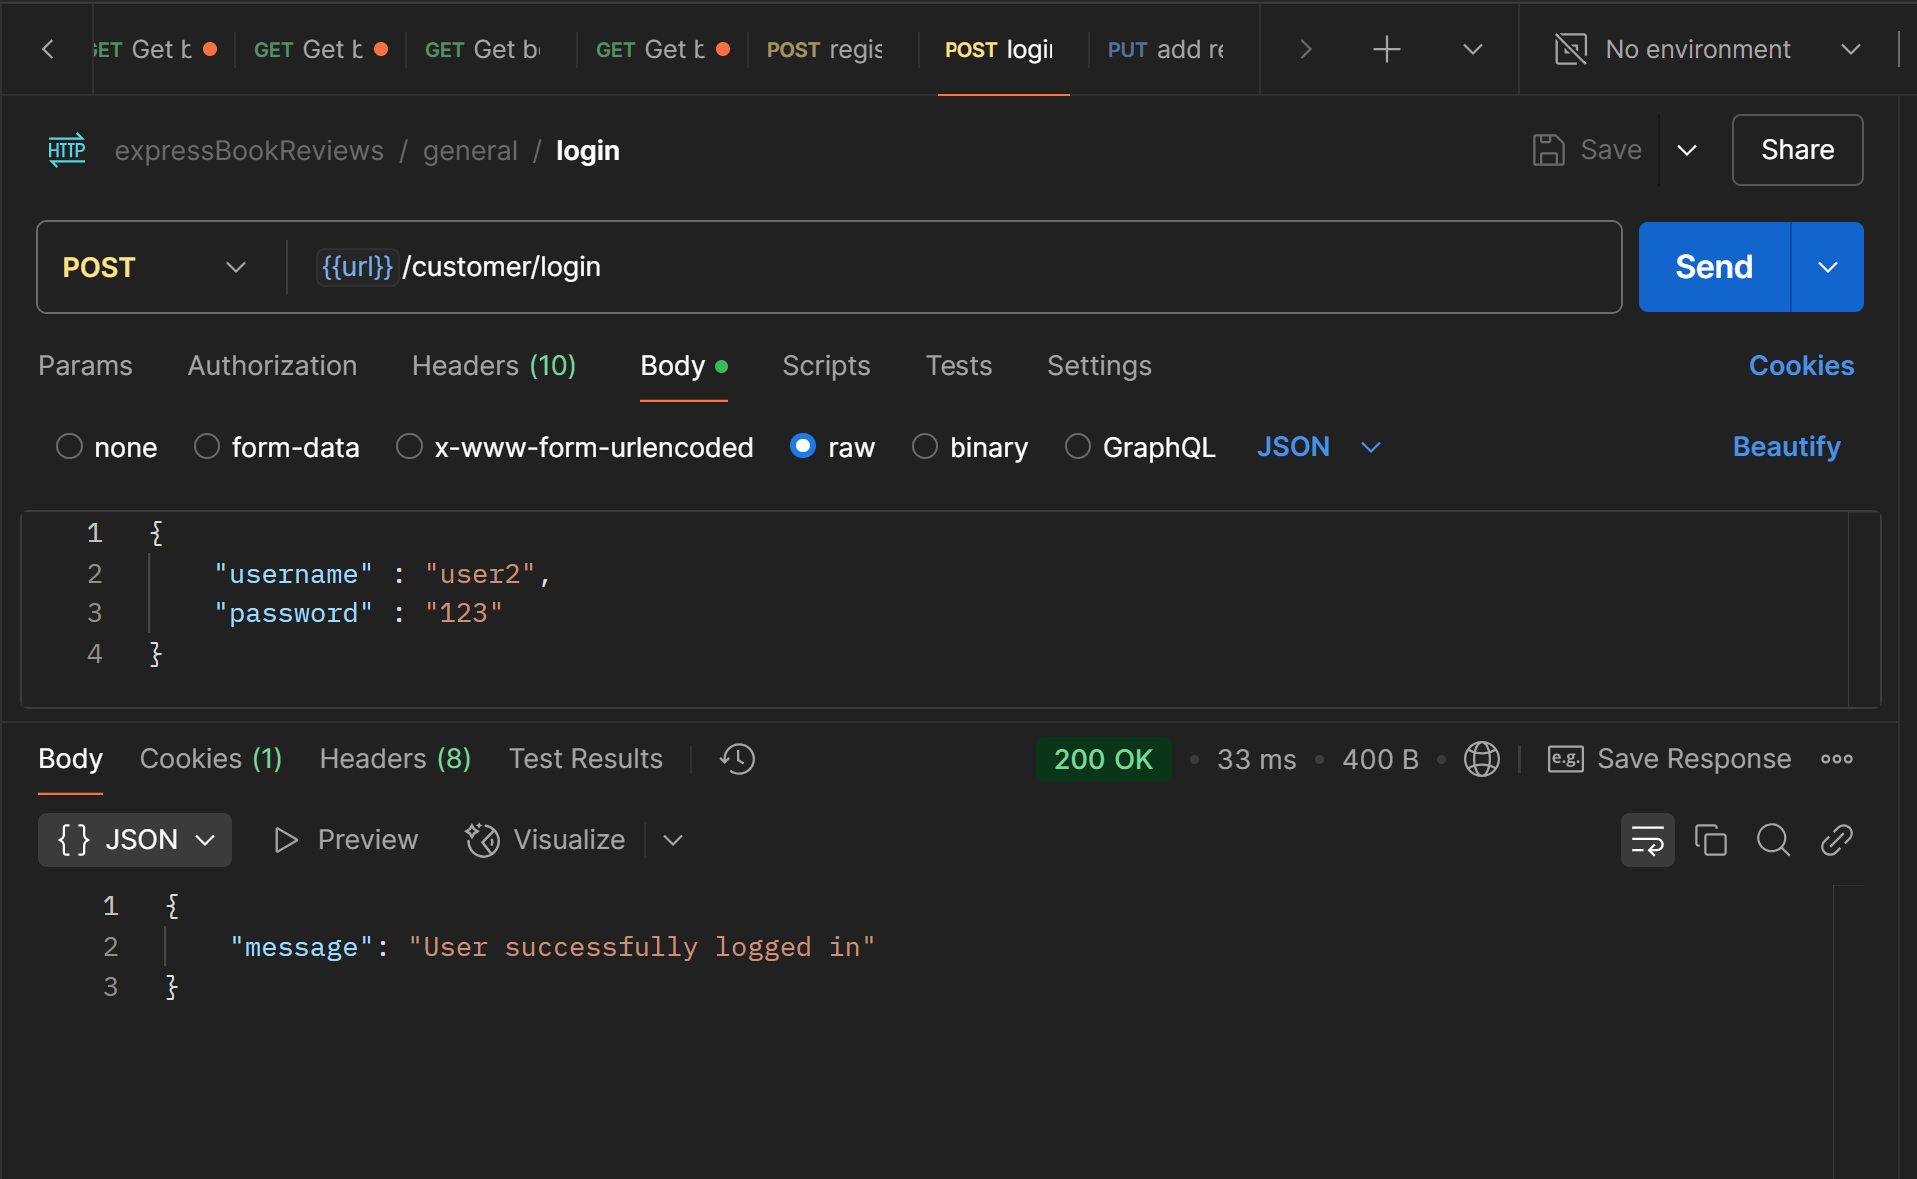 GET Get b GET Get b GET Get b GET Get b POST regis POST login PUT add re No environment
HTTP expressBookReviews / general / login Save Share
POST {{url}}/customer/login Send
Params Authorization Headers (10) Body Scripts Tests Settings Cookies
none form-data x-www-form-urlencoded raw binary GraphQL JSON Beautify
1 {
2 "username" : "user2",
3 "password" : "123"
4 }
Body Cookies (1) Headers (8) Test Results 200 OK • 33 ms • 400 B • e.g. Save Response
{} JSON Preview Visualize
1 {
2 "message": "User successfully logged in"
3 }